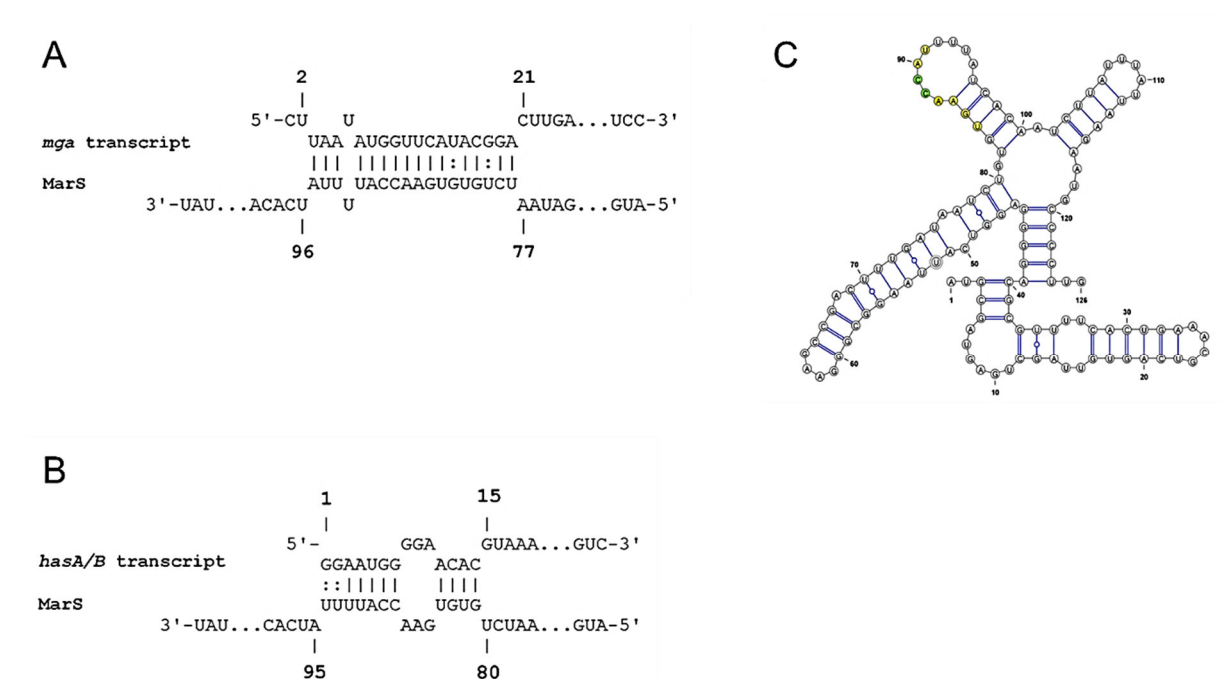 A
2 21
5'-CU U CUUGA...UCC-3'
mga transcript UAA AUGGUUCAUACGGA
||| |||||||||:||:||
MarS AUU UACCAAGUGUGUCU
3'-UAU...ACACU U AAUAG...GUA-5'
96 77
B
1 15
5'- GGA GUAAA...GUC-3'
hasA/B transcript GGAAUGG ACAC
::||||| ||||
MarS UUUUACC UGUG
3'-UAU...CACUA AAG UCUAA...GUA-5'
95 80
C
90
110
100
80
120
70
50
40
1
126
30
60
20
10